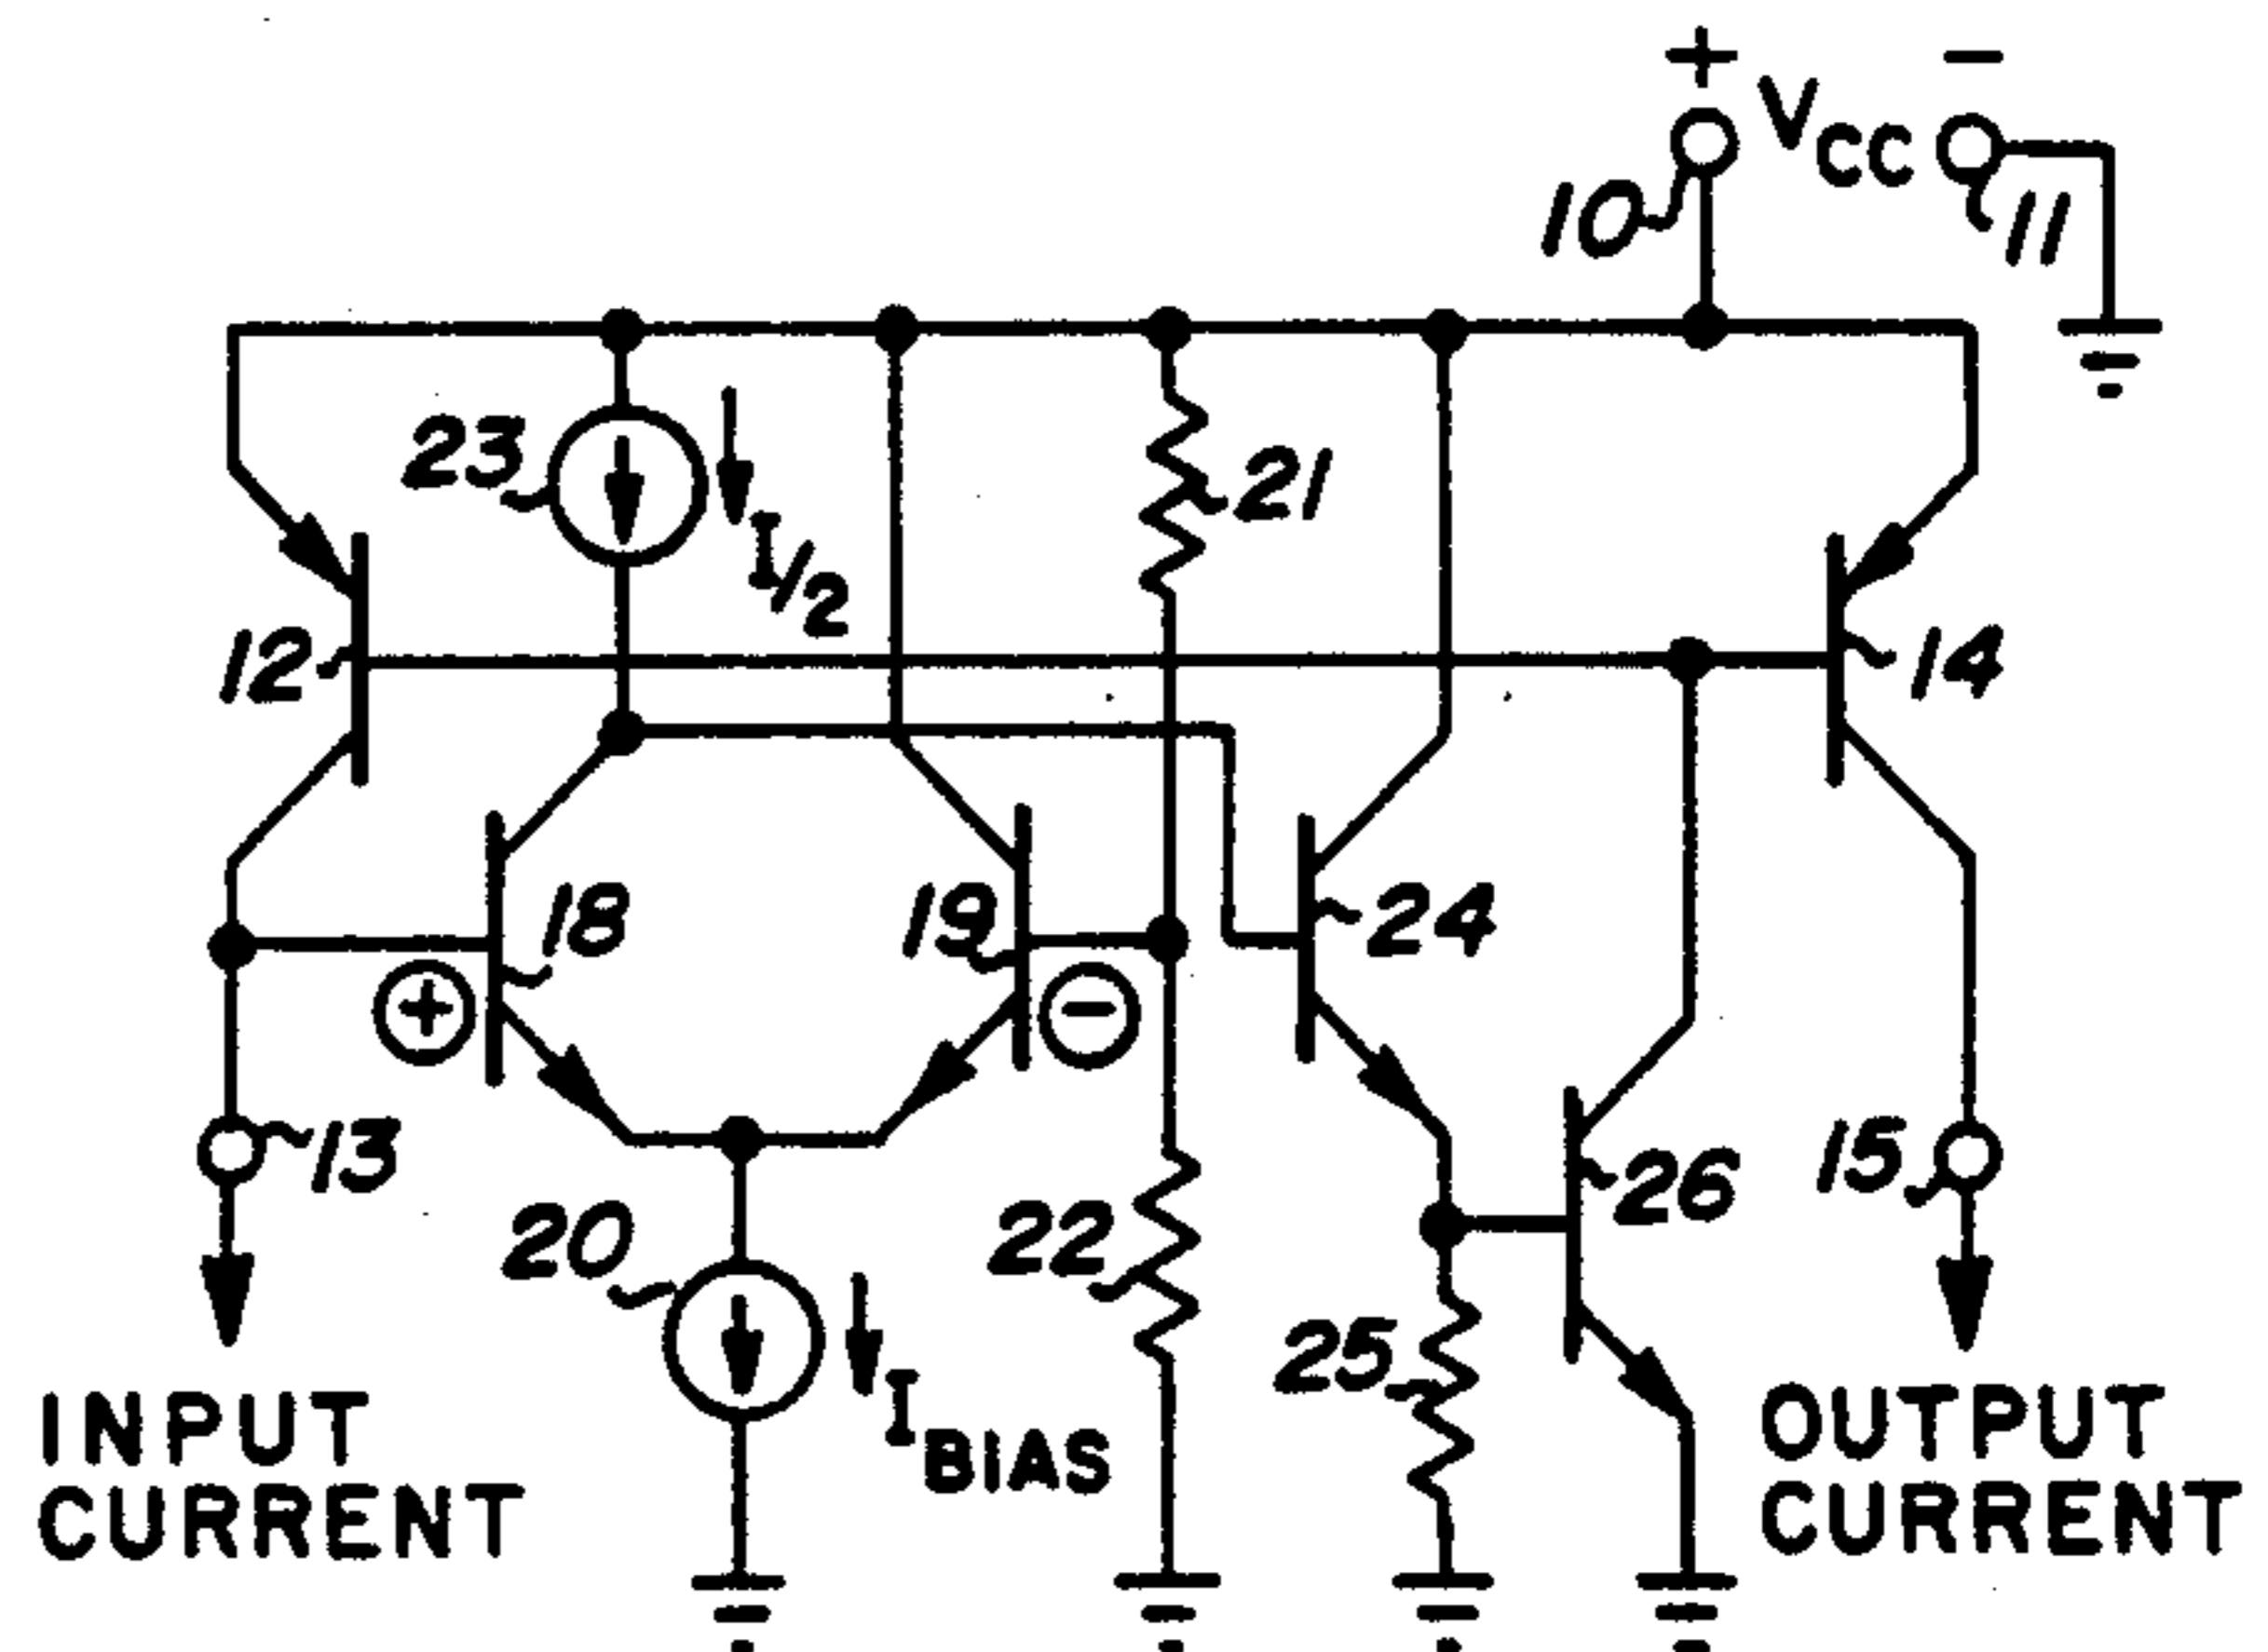 + VCC −
10
11
23
I/2
21
12
14
18
19
24
+
−
13
20
IBIAS
22
25
26
15
INPUT
CURRENT
OUTPUT
CURRENT